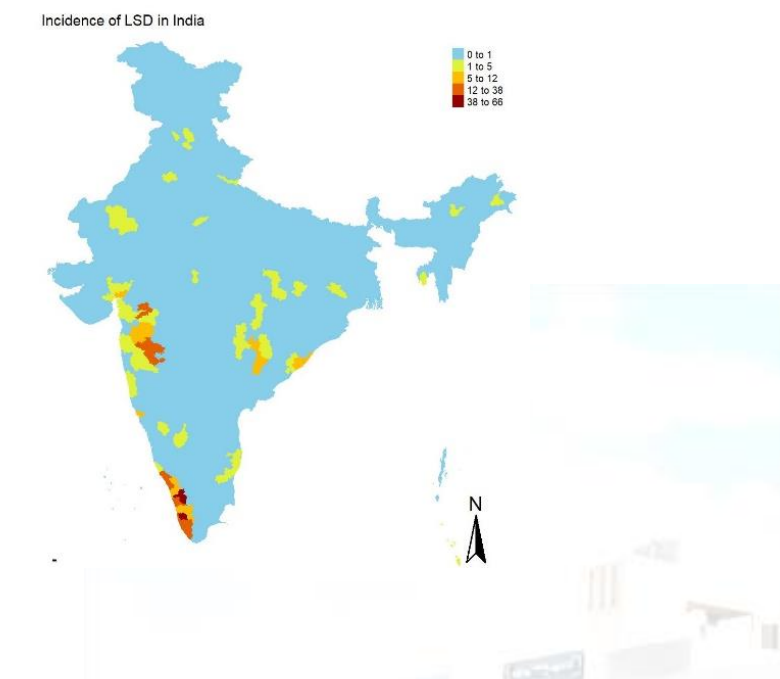 Incidence of LSD in India
0 to 1
1 to 5
5 to 12
12 to 38
38 to 66
N